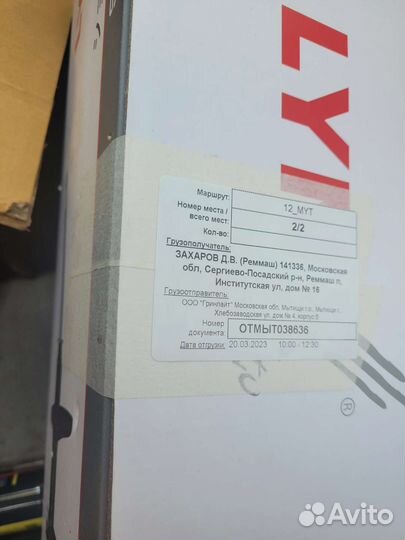 LYI
Маршрут:
12_MYT
Номер места /
всего мест:
2/2
Кол-во:
Грузополучатель:
ЗАХАРОВ Д.В. (Реммаш) 141336, Московская
обл, Сергиево-Посадский р-н, Реммаш п,
Институтская ул, дом № 16
Грузоотправитель:
ООО "Гринлайт" Московская обл, Мытищи г.о., Мытищи г.,
Хлебозаводская ул, дом № 4, корпус 5
Номер
документа:
ОТМЫТ038636
Дата отгрузки:
20.03.2023
10:00 - 12:30
®
Avito